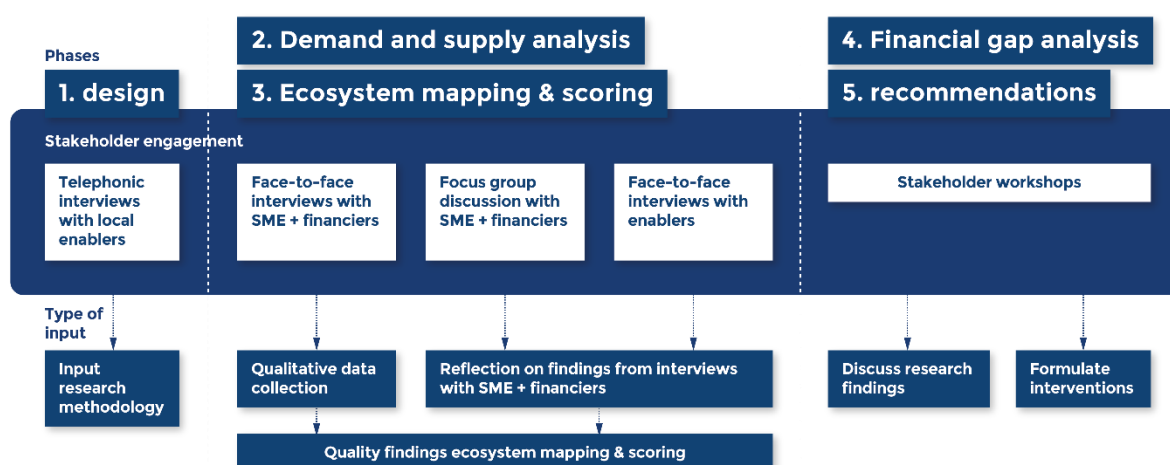 Phases
1. design
2. Demand and supply analysis
3. Ecosystem mapping & scoring
4. Financial gap analysis
5. recommendations
Stakeholder engagement
Telephonic
interviews
with local
enablers
Face-to-face
interviews with
SME + financiers
Focus group
discussion with
SME + financiers
Face-to-face
interviews with
enablers
Stakeholder workshops
Type of
input
Input
research
methodology
Qualitative data
collection
Reflection on findings from interviews
with SME + financiers
Discuss research
findings
Formulate
interventions
Quality findings ecosystem mapping & scoring